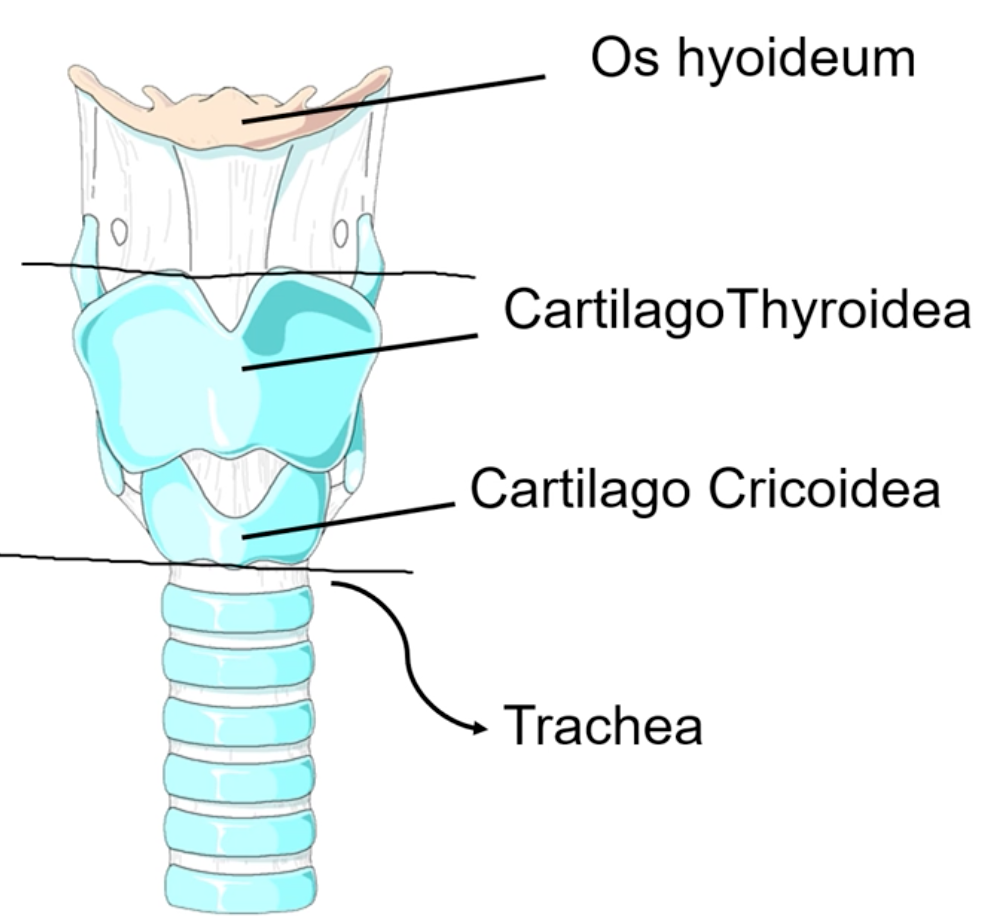 Os hyoideum
CartilagoThyroidea
Cartilago Cricoidea
Trachea